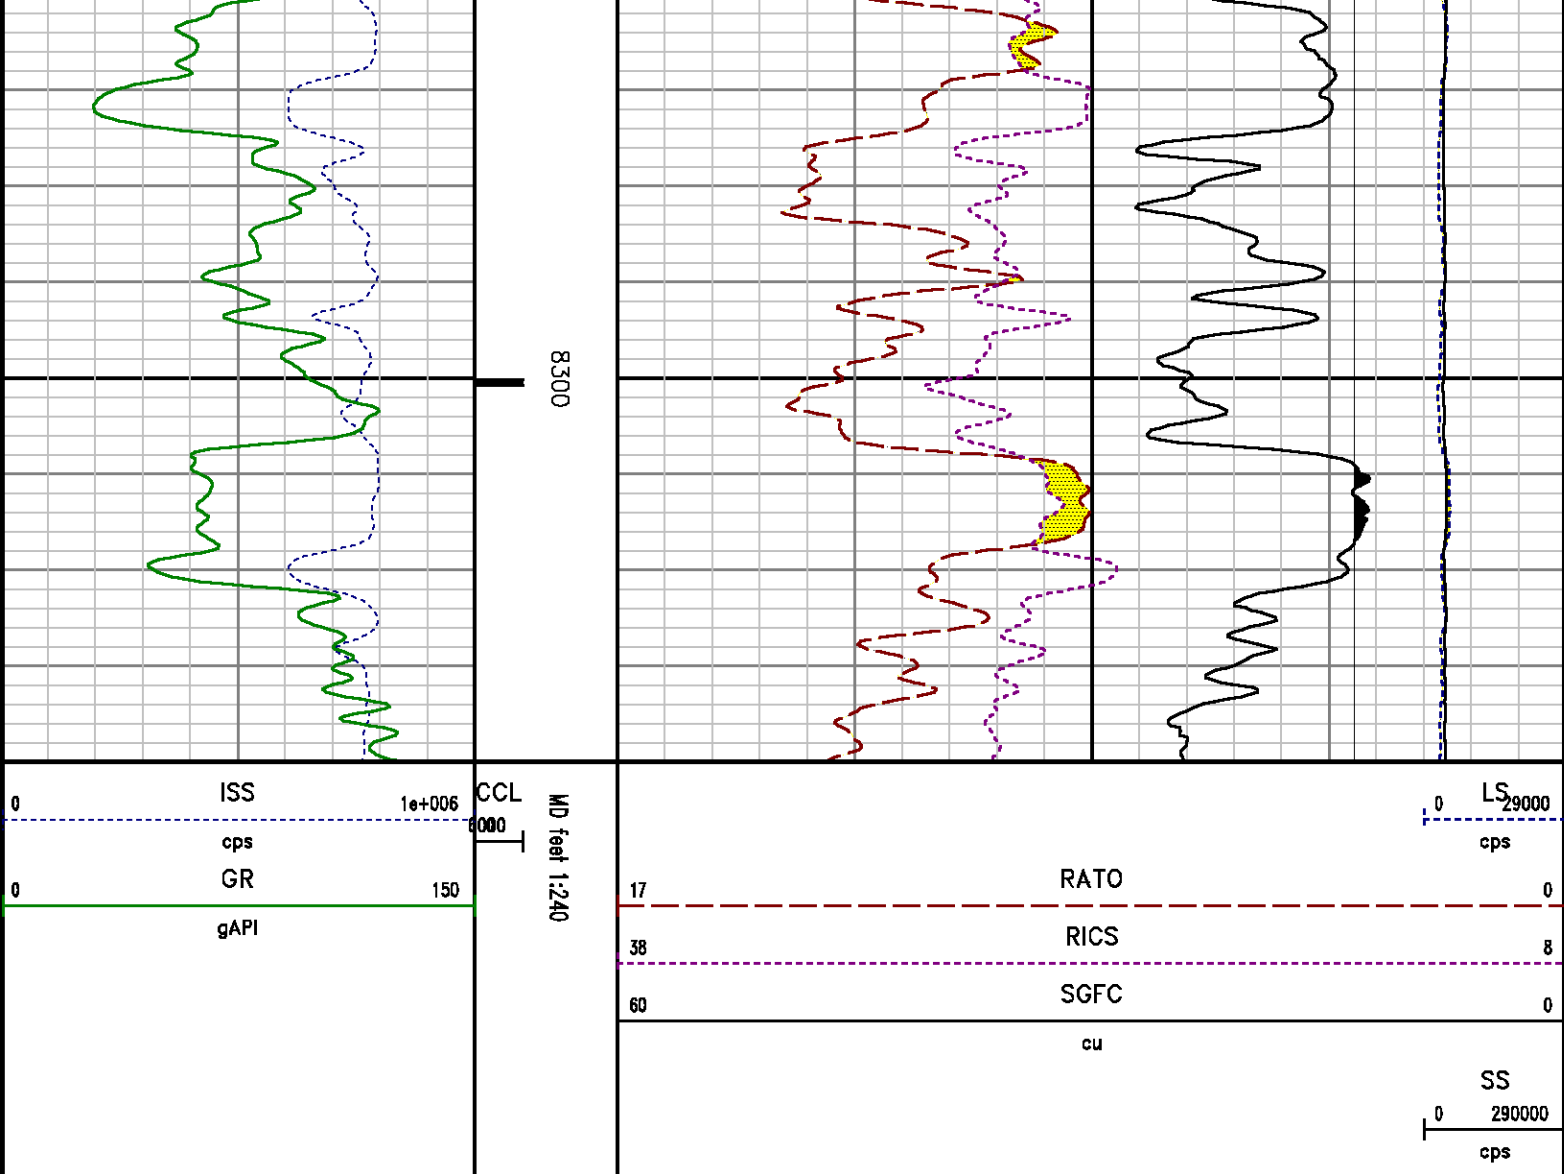 8300
ISS
0 1e+006
cps
GR
0 150
gAPI
CCL
MD feet 1:240
LS
0 29000
cps
RATO
17 0
RICS
38 8
SGFC
60 0
cu
SS
0 290000
cps